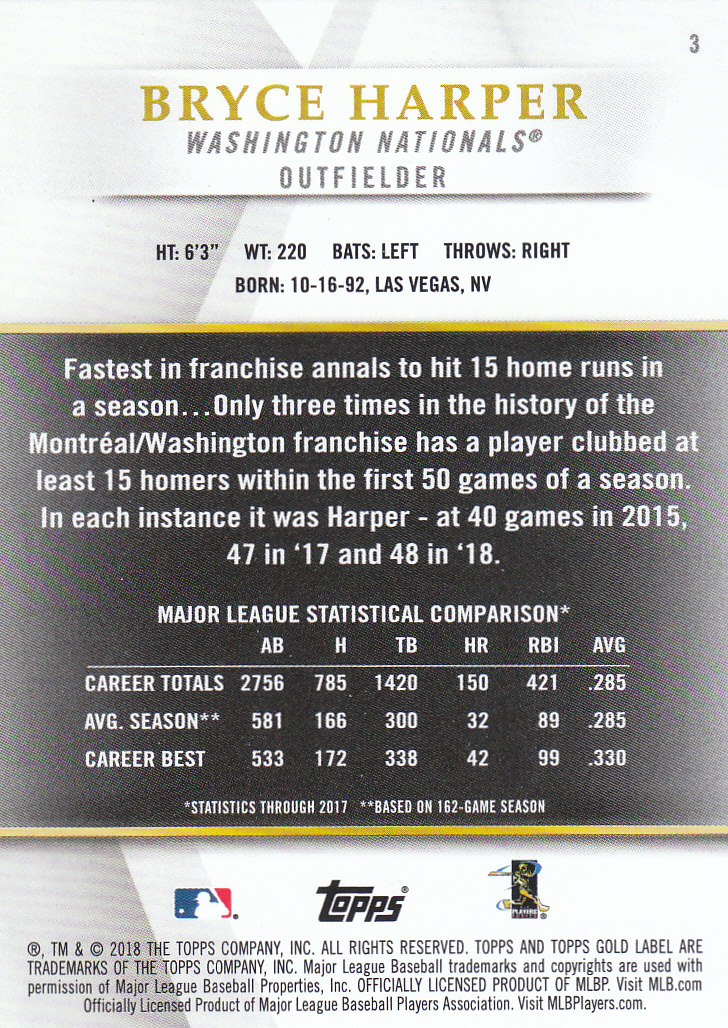 3
BRYCE HARPER
WASHINGTON NATIONALS®
OUTFIELDER
HT: 6'3" WT: 220 BATS: LEFT THROWS: RIGHT
BORN: 10-16-92, LAS VEGAS, NV
Fastest in franchise annals to hit 15 home runs in
a season...Only three times in the history of the
Montréal/Washington franchise has a player clubbed at
least 15 homers within the first 50 games of a season.
In each instance it was Harper - at 40 games in 2015,
47 in '17 and 48 in '18.
MAJOR LEAGUE STATISTICAL COMPARISON*
AB H TB HR RBI AVG
CAREER TOTALS 2756 785 1420 150 421 .285
AVG. SEASON** 581 166 300 32 89 .285
CAREER BEST 533 172 338 42 99 .330
*STATISTICS THROUGH 2017 **BASED ON 162-GAME SEASON
Topps®
PLAYERS
®, TM & © 2018 THE TOPPS COMPANY, INC. ALL RIGHTS RESERVED. TOPPS AND TOPPS GOLD LABEL ARE
TRADEMARKS OF THE TOPPS COMPANY, INC. Major League Baseball trademarks and copyrights are used with
permission of Major League Baseball Properties, Inc. OFFICIALLY LICENSED PRODUCT OF MLBP. Visit MLB.com
Officially Licensed Product of Major League Baseball Players Association. Visit MLBPlayers.com.